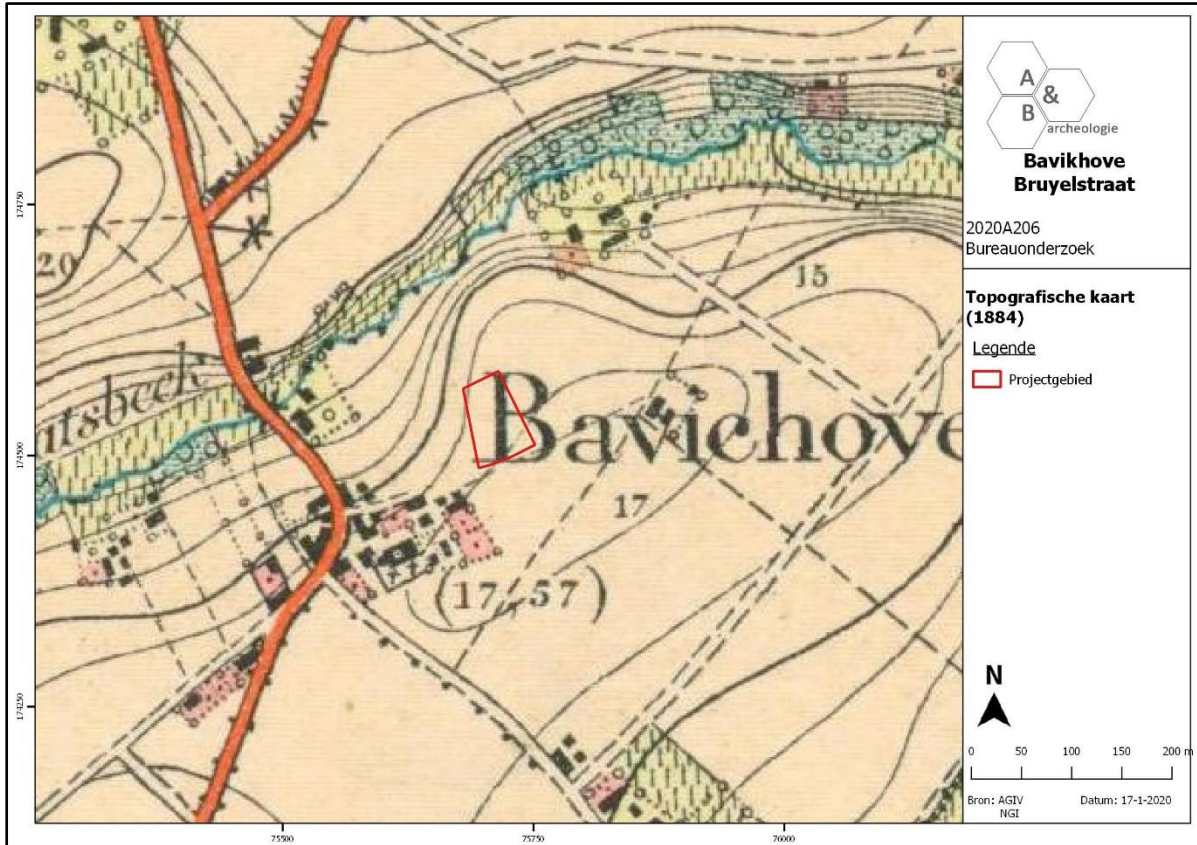 20
15
atsbeek
Bavichove
17
(17,57)
174750
174500
174250
75500
75750
76000
A
&
B
archeologie
Bavikhove
Bruyelstraat
2020A206
Bureauonderzoek
Topografische kaart
(1884)
Legende
Projectgebied
N
0 50 100 150 200 m
Bron: AGIV Datum: 17-1-2020
NGI